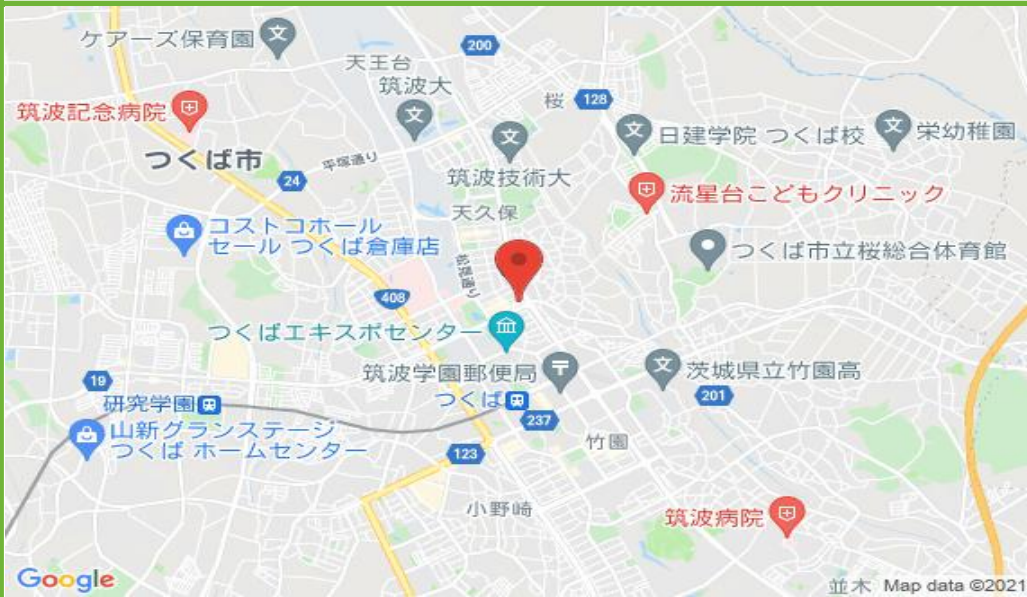 ケアーズ保育園
200
天王台
筑波大
桜
128
筑波記念病院
日建学院 つくば校
栄幼稚園
つくば市
平塚通り
筑波技術大
24
流星台こどもクリニック
天久保
コストコホール
セール つくば倉庫店
つくば市立桜総合体育館
松見通り
408
つくばエキスポセンター
筑波学園郵便局
茨城県立竹園高
19
研究学園
つくば
201
237
山新グランステージ
つくば ホームセンター
竹園
123
小野崎
筑波病院
Google
並木
Map data ©2021